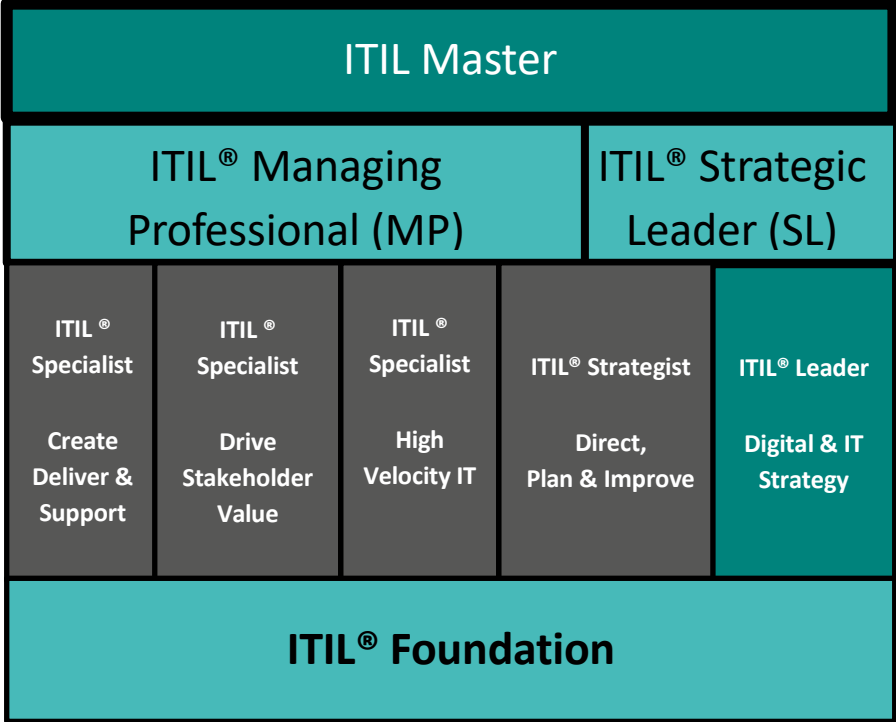 ITIL Master
ITIL® Managing
Professional (MP)
ITIL® Strategic
Leader (SL)
ITIL ®
Specialist
Create
Deliver &
Support
ITIL ®
Specialist
Drive
Stakeholder
Value
ITIL ®
Specialist
High
Velocity IT
ITIL® Strategist
Direct,
Plan & Improve
ITIL® Leader
Digital & IT
Strategy
ITIL® Foundation